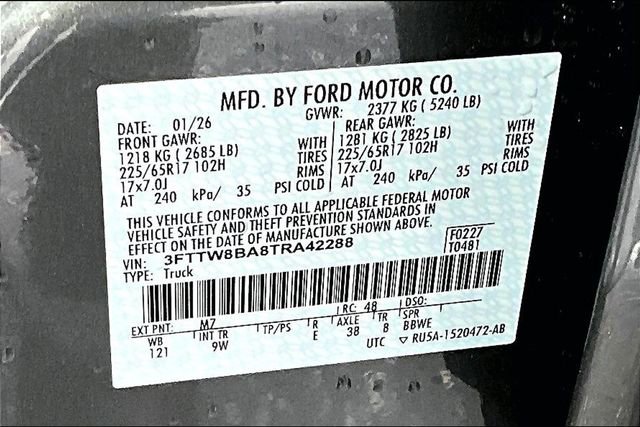 MFD. BY FORD MOTOR CO.
DATE: 01/26 GVWR: 2377 KG ( 5240 LB)
FRONT GAWR: REAR GAWR:
1218 KG ( 2685 LB) WITH 1281 KG ( 2825 LB) WITH
225/65R17 102H TIRES 225/65R17 102H TIRES
17x7.0J RIMS 17x7.0J RIMS
AT 240 kPa/ 35 PSI COLD AT 240 kPa/ 35 PSI COLD
THIS VEHICLE CONFORMS TO ALL APPLICABLE FEDERAL MOTOR
VEHICLE SAFETY AND THEFT PREVENTION STANDARDS IN
EFFECT ON THE DATE OF MANUFACTURE SHOWN ABOVE.
VIN: 3FTTW8BA8TRA42288 F0227
TYPE: Truck T0481
EXT PNT: M7 RC: 48 DSO:
WB INT TR TP/PS R AXLE TR SPR
121 9W E 38 8 BBWE
UTC ▽ RU5A-1520472-AB